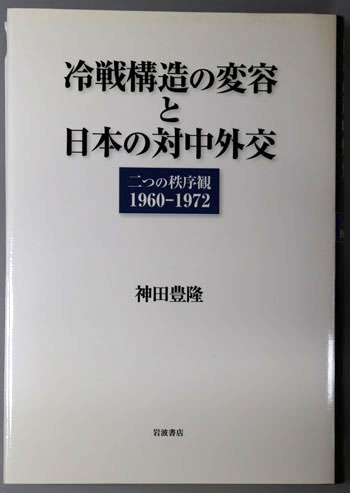 冷戦構造の変容
と
日本の対中外交
二つの秩序観
1960-1972
神田豊隆
岩波書店